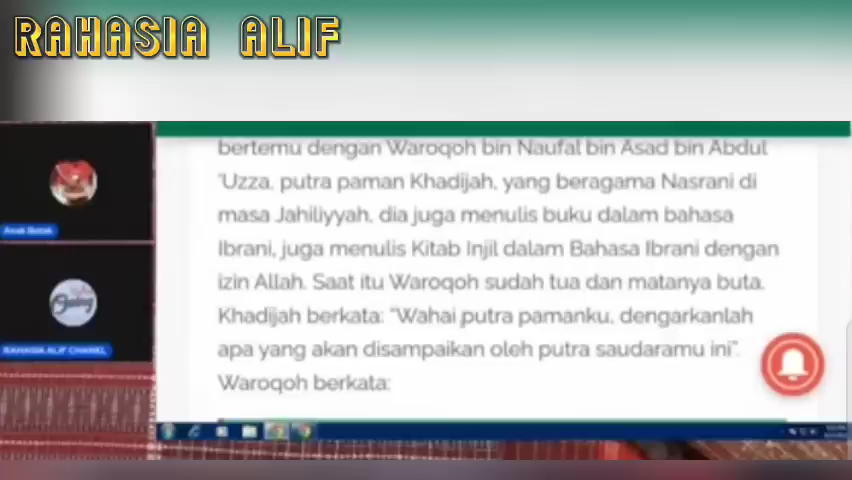 RAHASIA ALIF
bertemu dengan Waroqoh bin Naufal bin Asad bin Abdul
'Uzza, putra paman Khadijah, yang beragama Nasrani di
masa Jahiliyyah, dia juga menulis buku dalam bahasa
Ibrani, juga menulis Kitab Injil dalam Bahasa Ibrani dengan
izin Allah. Saat itu Waroqoh sudah tua dan matanya buta.
Khadijah berkata: "Wahai putra pamanku, dengarkanlah
apa yang akan disampaikan oleh putra saudaramu ini".
Waroqoh berkata:
RAHASIA ALIF CHANEL